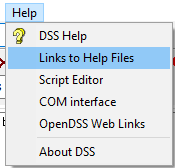 Help
DSS Help
Links to Help Files
Script Editor
COM interface
OpenDSS Web Links
About DSS